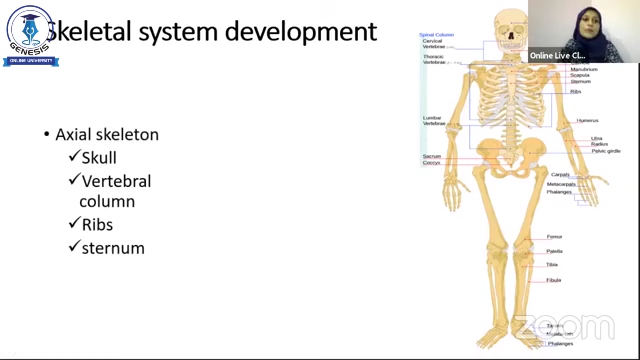 Skeletal system development
GENESIS
ONLINE UNIVERSITY
Online Live Cl...
Spinal Column
Cervical
Vertebrae
Thoracic
Vertebrae
Manubrium
Scapula
Sternum
Ribs
Lumbar
Vertebrae
Humerus
Ulna
Radius
Pelvic girdle
Sacrum
Coccyx
Carpals
Metacarpals
Phalanges
• Axial skeleton
✓Skull
✓Vertebral
column
✓Ribs
✓sternum
Femur
Patella
Tibia
Fibula
Phalanges
zoom